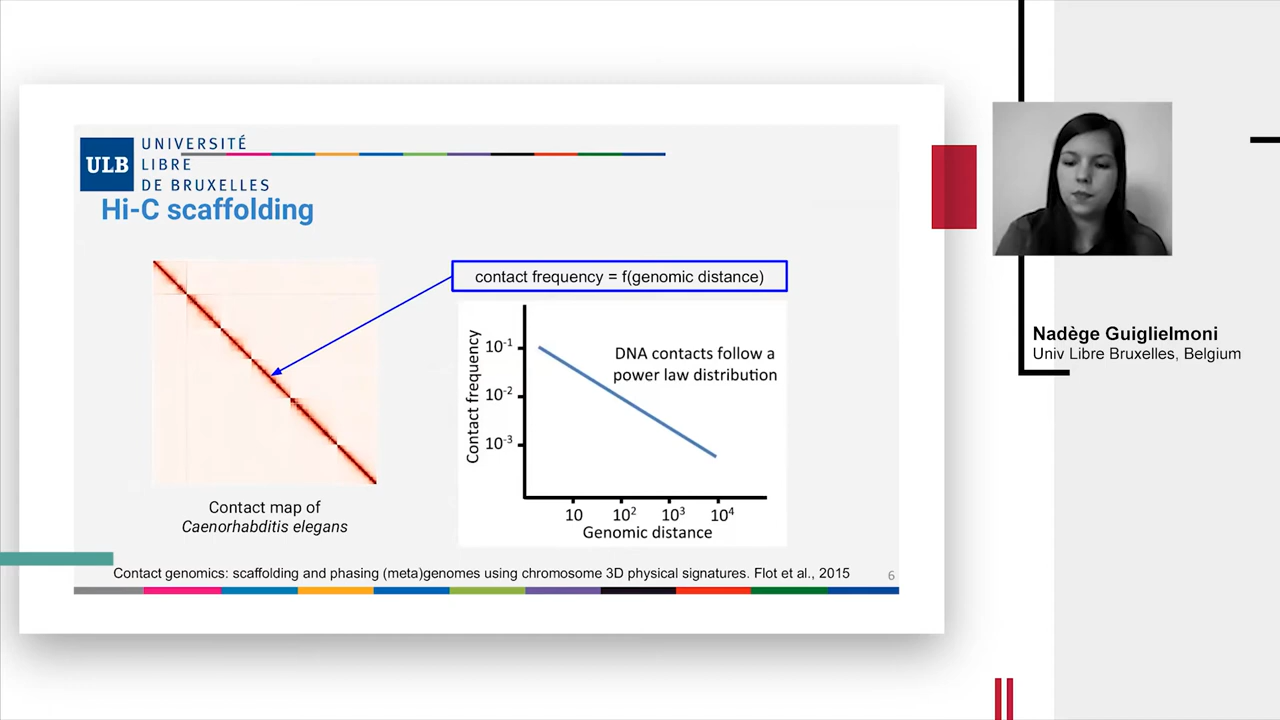 ULB
UNIVERSITÉ
LIBRE
DE BRUXELLES
Hi-C scaffolding
contact frequency = f(genomic distance)
Contact frequency
10⁻¹
10⁻²
10⁻³
DNA contacts follow a
power law distribution
10 10² 10³ 10⁴
Genomic distance
Contact map of
Caenorhabditis elegans
Contact genomics: scaffolding and phasing (meta)genomes using chromosome 3D physical signatures. Flot et al., 2015
6
Nadège Guiglielmoni
Univ Libre Bruxelles, Belgium